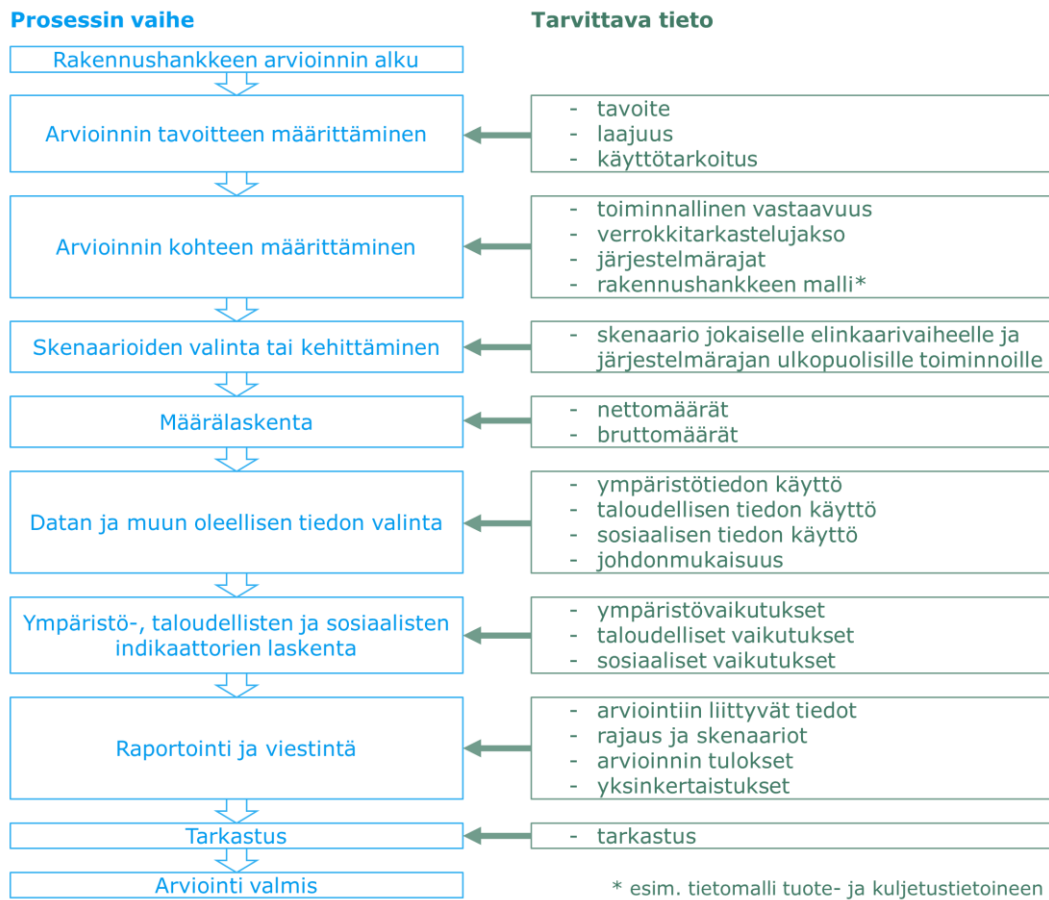 Prosessin vaihe
Tarvittava tieto
Rakennushankkeen arvioinnin alku
Arvioinnin tavoitteen määrittäminen
- tavoite
- laajuus
- käyttötarkoitus
Arvioinnin kohteen määrittäminen
- toiminnallinen vastaavuus
- verrokkitarkastelujakso
- järjestelmärajat
- rakennushankkeen malli*
Skenaarioiden valinta tai kehittäminen
- skenaario jokaiselle elinkaarivaiheelle ja
järjestelmärajan ulkopuolisille toiminnoille
Määrälaskenta
- nettomäärät
- bruttomäärät
Datan ja muun oleellisen tiedon valinta
- ympäristötiedon käyttö
- taloudellisen tiedon käyttö
- sosiaalisen tiedon käyttö
- johdonmukaisuus
Ympäristö-, taloudellisten ja sosiaalisten
indikaattorien laskenta
- ympäristövaikutukset
- taloudelliset vaikutukset
- sosiaaliset vaikutukset
Raportointi ja viestintä
- arviointiin liittyvät tiedot
- rajaus ja skenaariot
- arvioinnin tulokset
- yksinkertaistukset
Tarkastus
- tarkastus
Arviointi valmis
* esim. tietomalli tuote- ja kuljetustietoineen